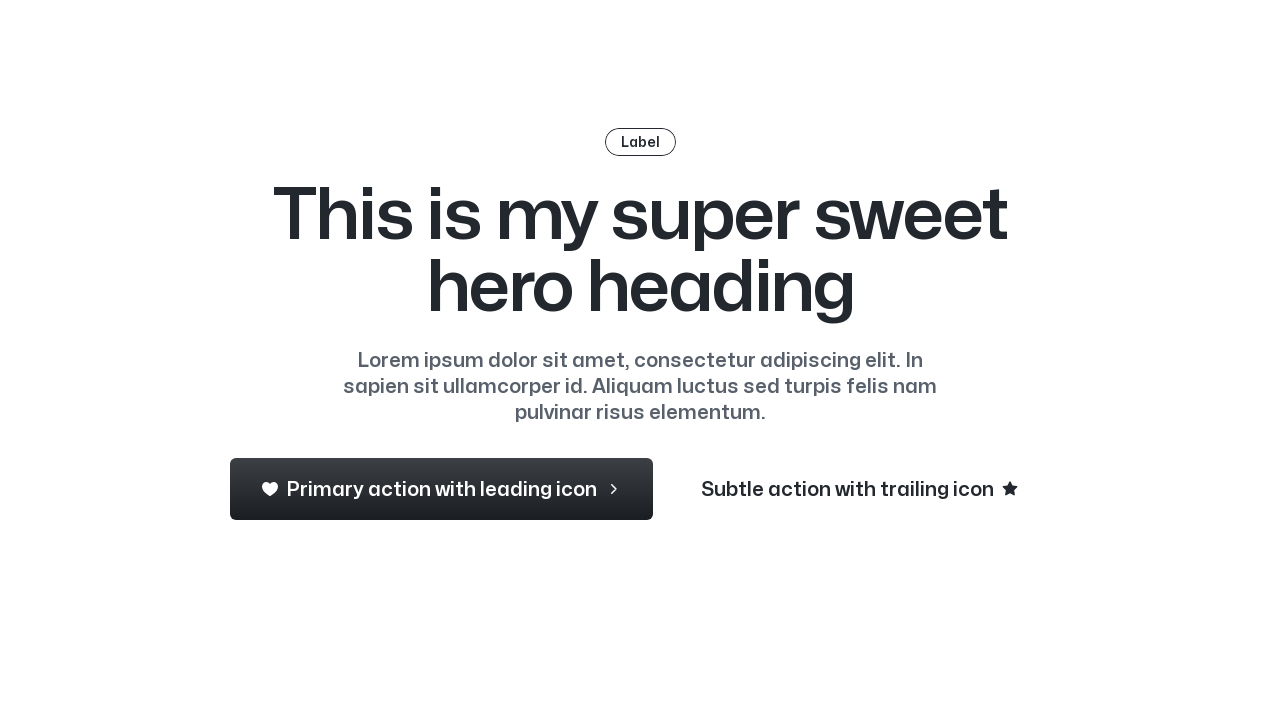 Label
This is my super sweet
hero heading
Lorem ipsum dolor sit amet, consectetur adipiscing elit. In
sapien sit ullamcorper id. Aliquam luctus sed turpis felis nam
pulvinar risus elementum.
Primary action with leading icon
Subtle action with trailing icon